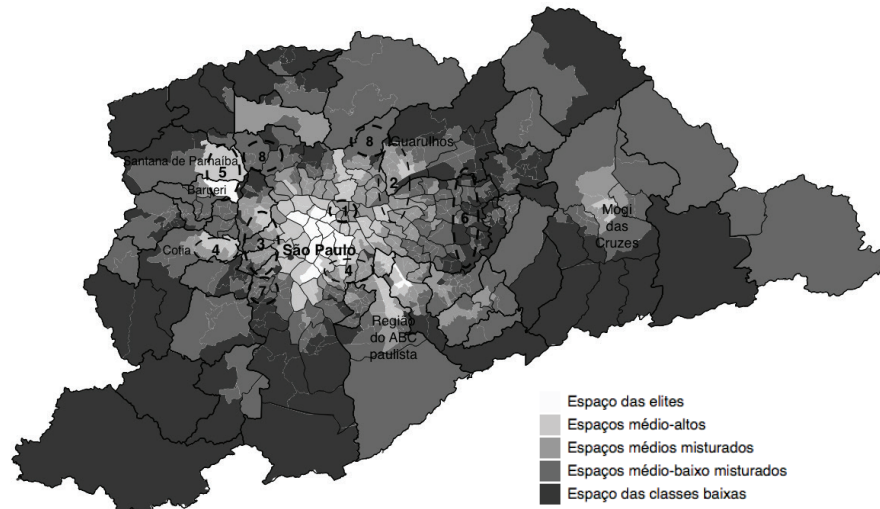 Guarulhos
8
8
Santana de Parnaíba
5
2
Barueri
1
6
Mogi
das
Cruzes
3
São Paulo
Cotia
4
4
7
Região
do ABC
paulista
Espaço das elites
Espaços médio-altos
Espaços médios misturados
Espaços médio-baixo misturados
Espaço das classes baixas